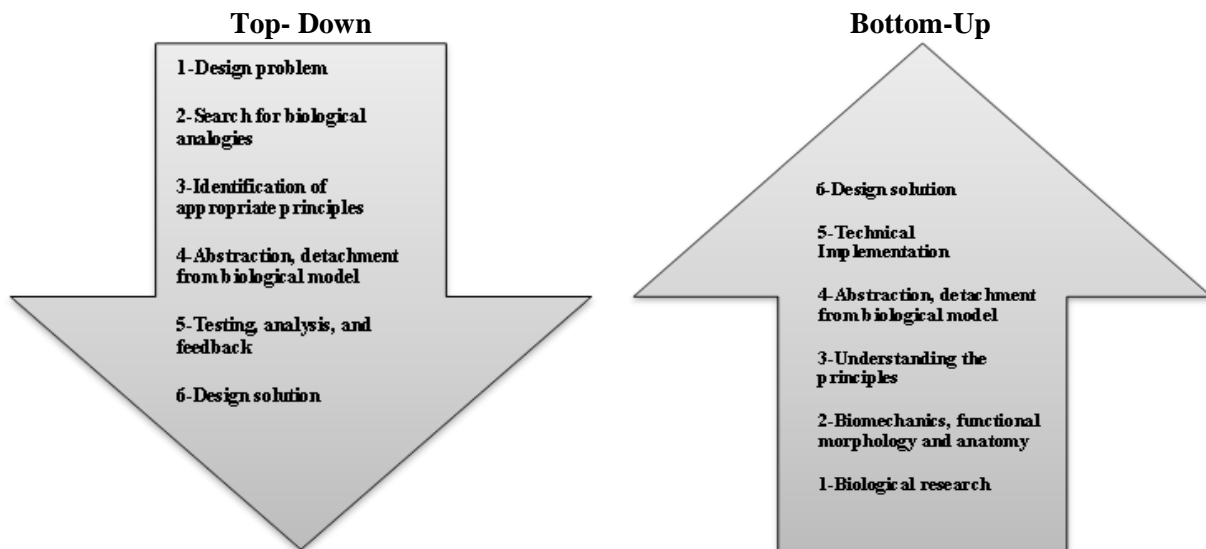 Top- Down
1-Design problem
2-Search for biological
analogies
3-Identification of
appropriate principles
4-Abstraction, detachment
from biological model
5-Testing, analysis, and
feedback
6-Design solution
Bottom-Up
6-Design solution
5-Technical
Implementation
4-Abstraction, detachment
from biological model
3-Understanding the
principles
2-Biomechanics, functional
morphology and anatomy
1-Biological research